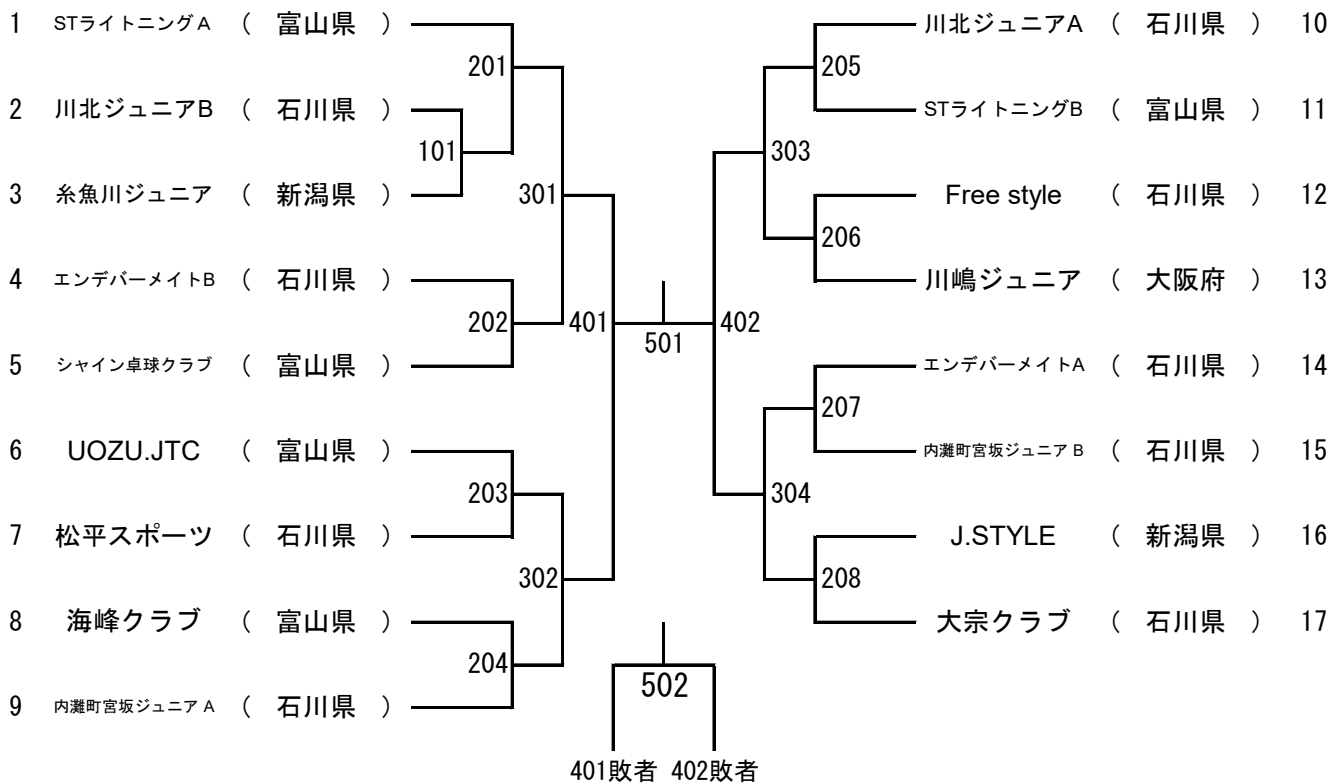 1 STライトニングA ( 富山県 )
201
2 川北ジュニアB ( 石川県 )
101
3 糸魚川ジュニア ( 新潟県 )
301
4 エンデバーメイトB ( 石川県 )
202
401
5 シャイン卓球クラブ ( 富山県 )
6 UOZU.JTC ( 富山県 )
203
7 松平スポーツ ( 石川県 )
302
8 海峰クラブ ( 富山県 )
204
9 内灘町宮坂ジュニアA ( 石川県 )
501
502
401敗者 402敗者
川北ジュニアA ( 石川県 ) 10
205
STライトニングB ( 富山県 ) 11
303
Free style ( 石川県 ) 12
206
川嶋ジュニア ( 大阪府 ) 13
402
エンデバーメイトA ( 石川県 ) 14
207
内灘町宮坂ジュニアB ( 石川県 ) 15
304
J.STYLE ( 新潟県 ) 16
208
大宗クラブ ( 石川県 ) 17